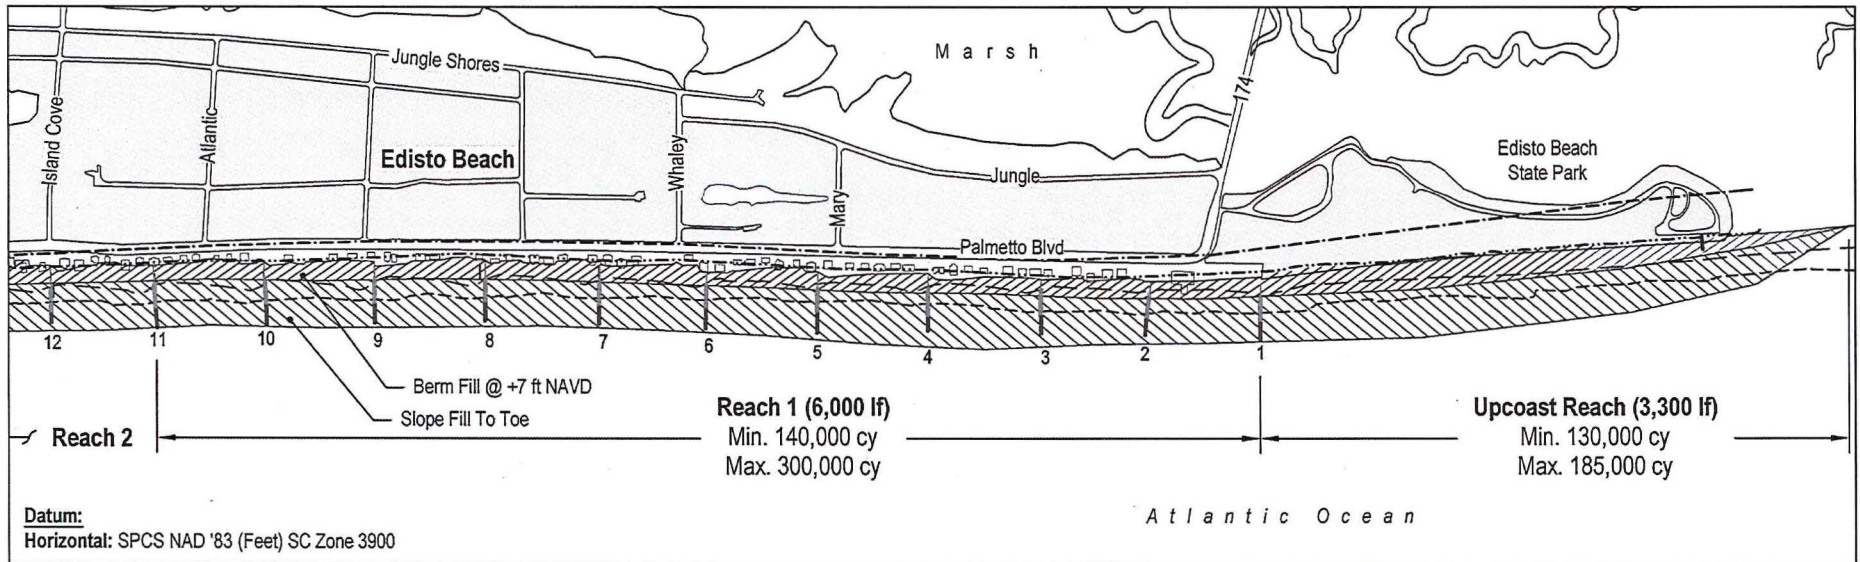 Marsh
Jungle Shores
174
Island Cove
Atlantic
Edisto Beach
Whaley
Mary
Jungle
Edisto Beach
State Park
Palmetto Blvd
12
11
10
9
8
7
6
5
4
3
2
1
Berm Fill @ +7 ft NAVD
Slope Fill To Toe
Reach 2
Reach 1 (6,000 lf)
Min. 140,000 cy
Max. 300,000 cy
Upcoast Reach (3,300 lf)
Min. 130,000 cy
Max. 185,000 cy
Atlantic Ocean
Datum:
Horizontal: SPCS NAD '83 (Feet) SC Zone 3900